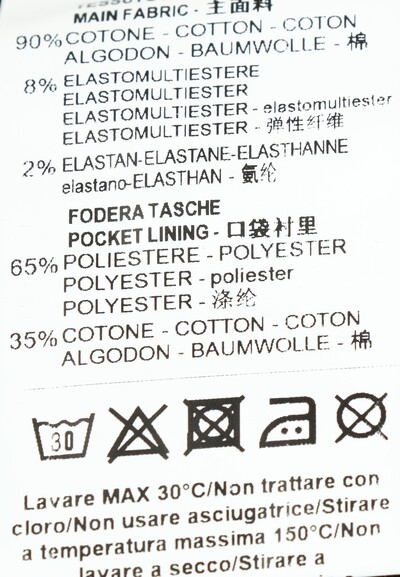 MAIN FABRIC - 主面料
90% COTONE - COTTON - COTON
ALGODON - BAUMWOLLE - 棉
8% ELASTOMULTIESTERE
ELASTOMULTIESTER
ELASTOMULTIESTER - elastomultiester
ELASTOMULTIESTER - 弹性纤维
2% ELASTAN-ELASTANE-ELASTHANNE
elastano-ELASTHAN - 氨纶
FODERA TASCHE
POCKET LINING - 口袋衬里
65% POLIESTERE - POLYESTER
POLYESTER - poliester
POLYESTER - 涤纶
35% COTONE - COTTON - COTON
ALGODON - BAUMWOLLE - 棉
30
Lavare MAX 30°C/Non trattare con
cloro/Non usare asciugatrice/Stirare
a temperatura massima 150°C/Non
lavare a secco/Stirare a